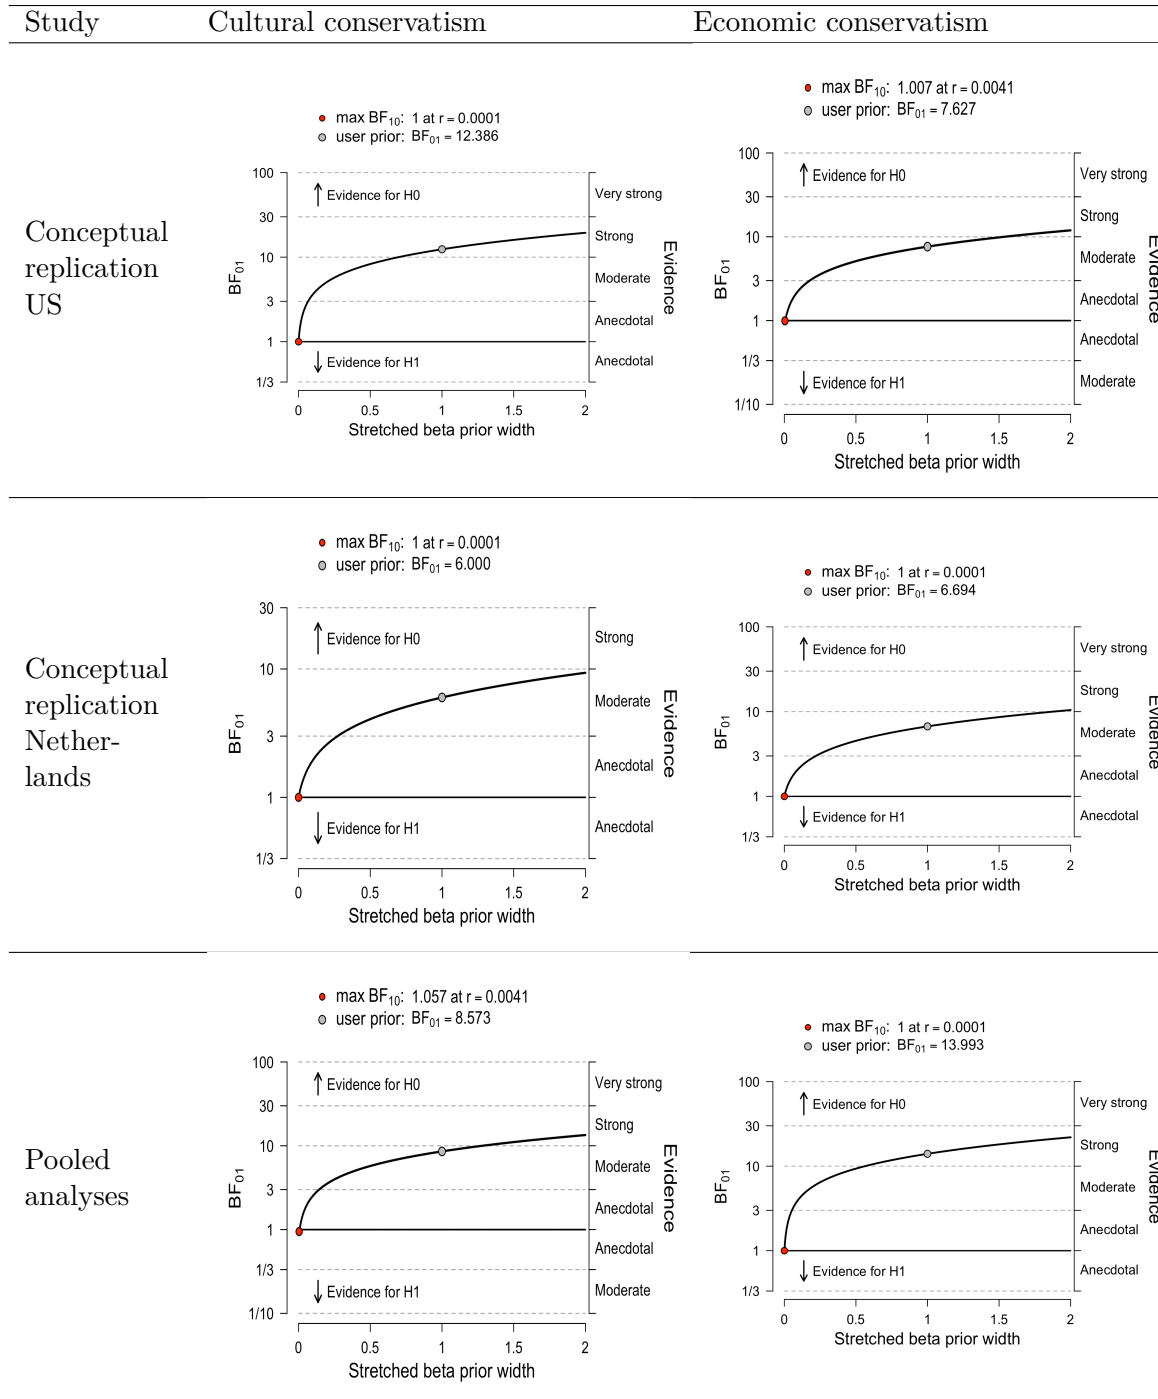 Study Cultural conservatism Economic conservatism
Conceptual
replication
US
max BF10: 1 at r = 0.0001
user prior: BF01 = 12.386
100
30
10
3
1
1/3
BF01
Evidence for H0
Evidence for H1
Very strong
Strong
Moderate
Anecdotal
Anecdotal
Evidence
0 0.5 1 1.5 2
Stretched beta prior width
max BF10: 1.007 at r = 0.0041
user prior: BF01 = 7.627
100
30
10
3
1
1/3
1/10
BF01
Evidence for H0
Evidence for H1
Very strong
Strong
Moderate
Anecdotal
Anecdotal
Moderate
Evidence
0 0.5 1 1.5 2
Stretched beta prior width
Conceptual
replication
Nether-
lands
max BF10: 1 at r = 0.0001
user prior: BF01 = 6.000
30
10
3
1
1/3
BF01
Evidence for H0
Evidence for H1
Strong
Moderate
Anecdotal
Anecdotal
Evidence
0 0.5 1 1.5 2
Stretched beta prior width
max BF10: 1 at r = 0.0001
user prior: BF01 = 6.694
100
30
10
3
1
1/3
BF01
Evidence for H0
Evidence for H1
Very strong
Strong
Moderate
Anecdotal
Anecdotal
Evidence
0 0.5 1 1.5 2
Stretched beta prior width
Pooled
analyses
max BF10: 1.057 at r = 0.0041
user prior: BF01 = 8.573
100
30
10
3
1
1/3
1/10
BF01
Evidence for H0
Evidence for H1
Very strong
Strong
Moderate
Anecdotal
Anecdotal
Moderate
Evidence
0 0.5 1 1.5 2
Stretched beta prior width
max BF10: 1 at r = 0.0001
user prior: BF01 = 13.993
100
30
10
3
1
1/3
BF01
Evidence for H0
Evidence for H1
Very strong
Strong
Moderate
Anecdotal
Anecdotal
Evidence
0 0.5 1 1.5 2
Stretched beta prior width